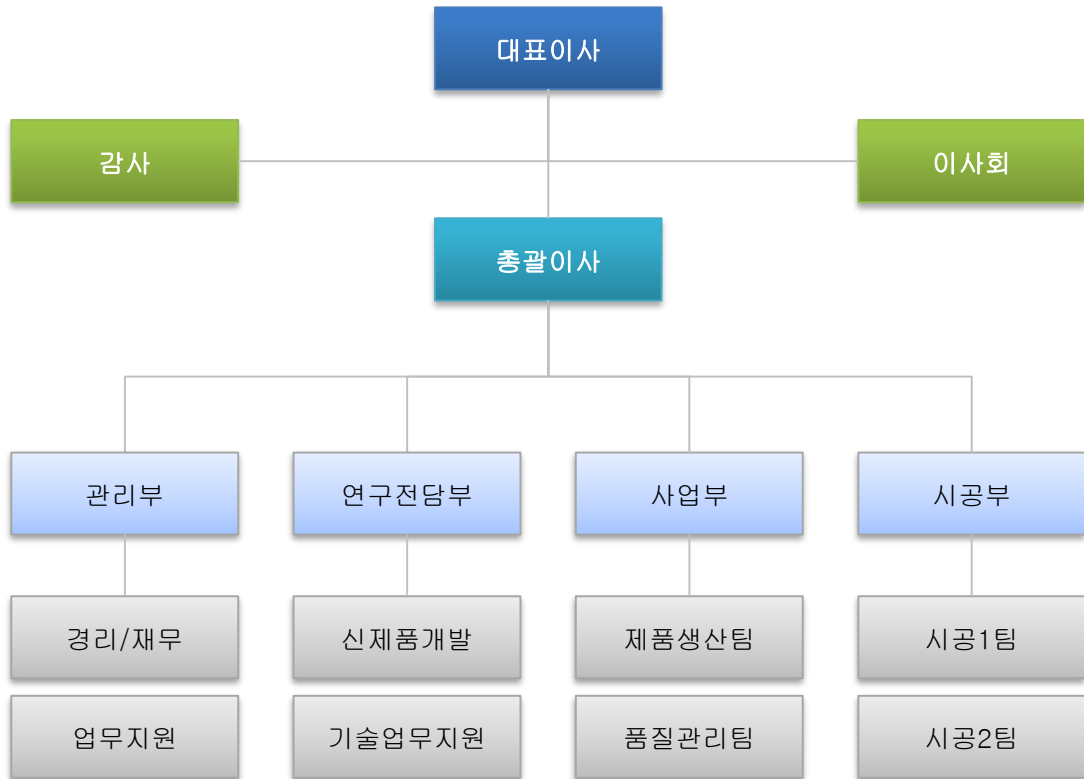 대표이사
감사
이사회
총괄이사
관리부
연구전담부
사업부
시공부
경리/재무
신제품개발
제품생산팀
시공1팀
업무지원
기술업무지원
품질관리팀
시공2팀